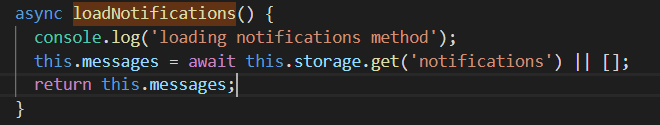 async loadNotifications() {
console.log('loading notifications method');
this.messages = await this.storage.get('notifications') || [];
return this.messages;
}